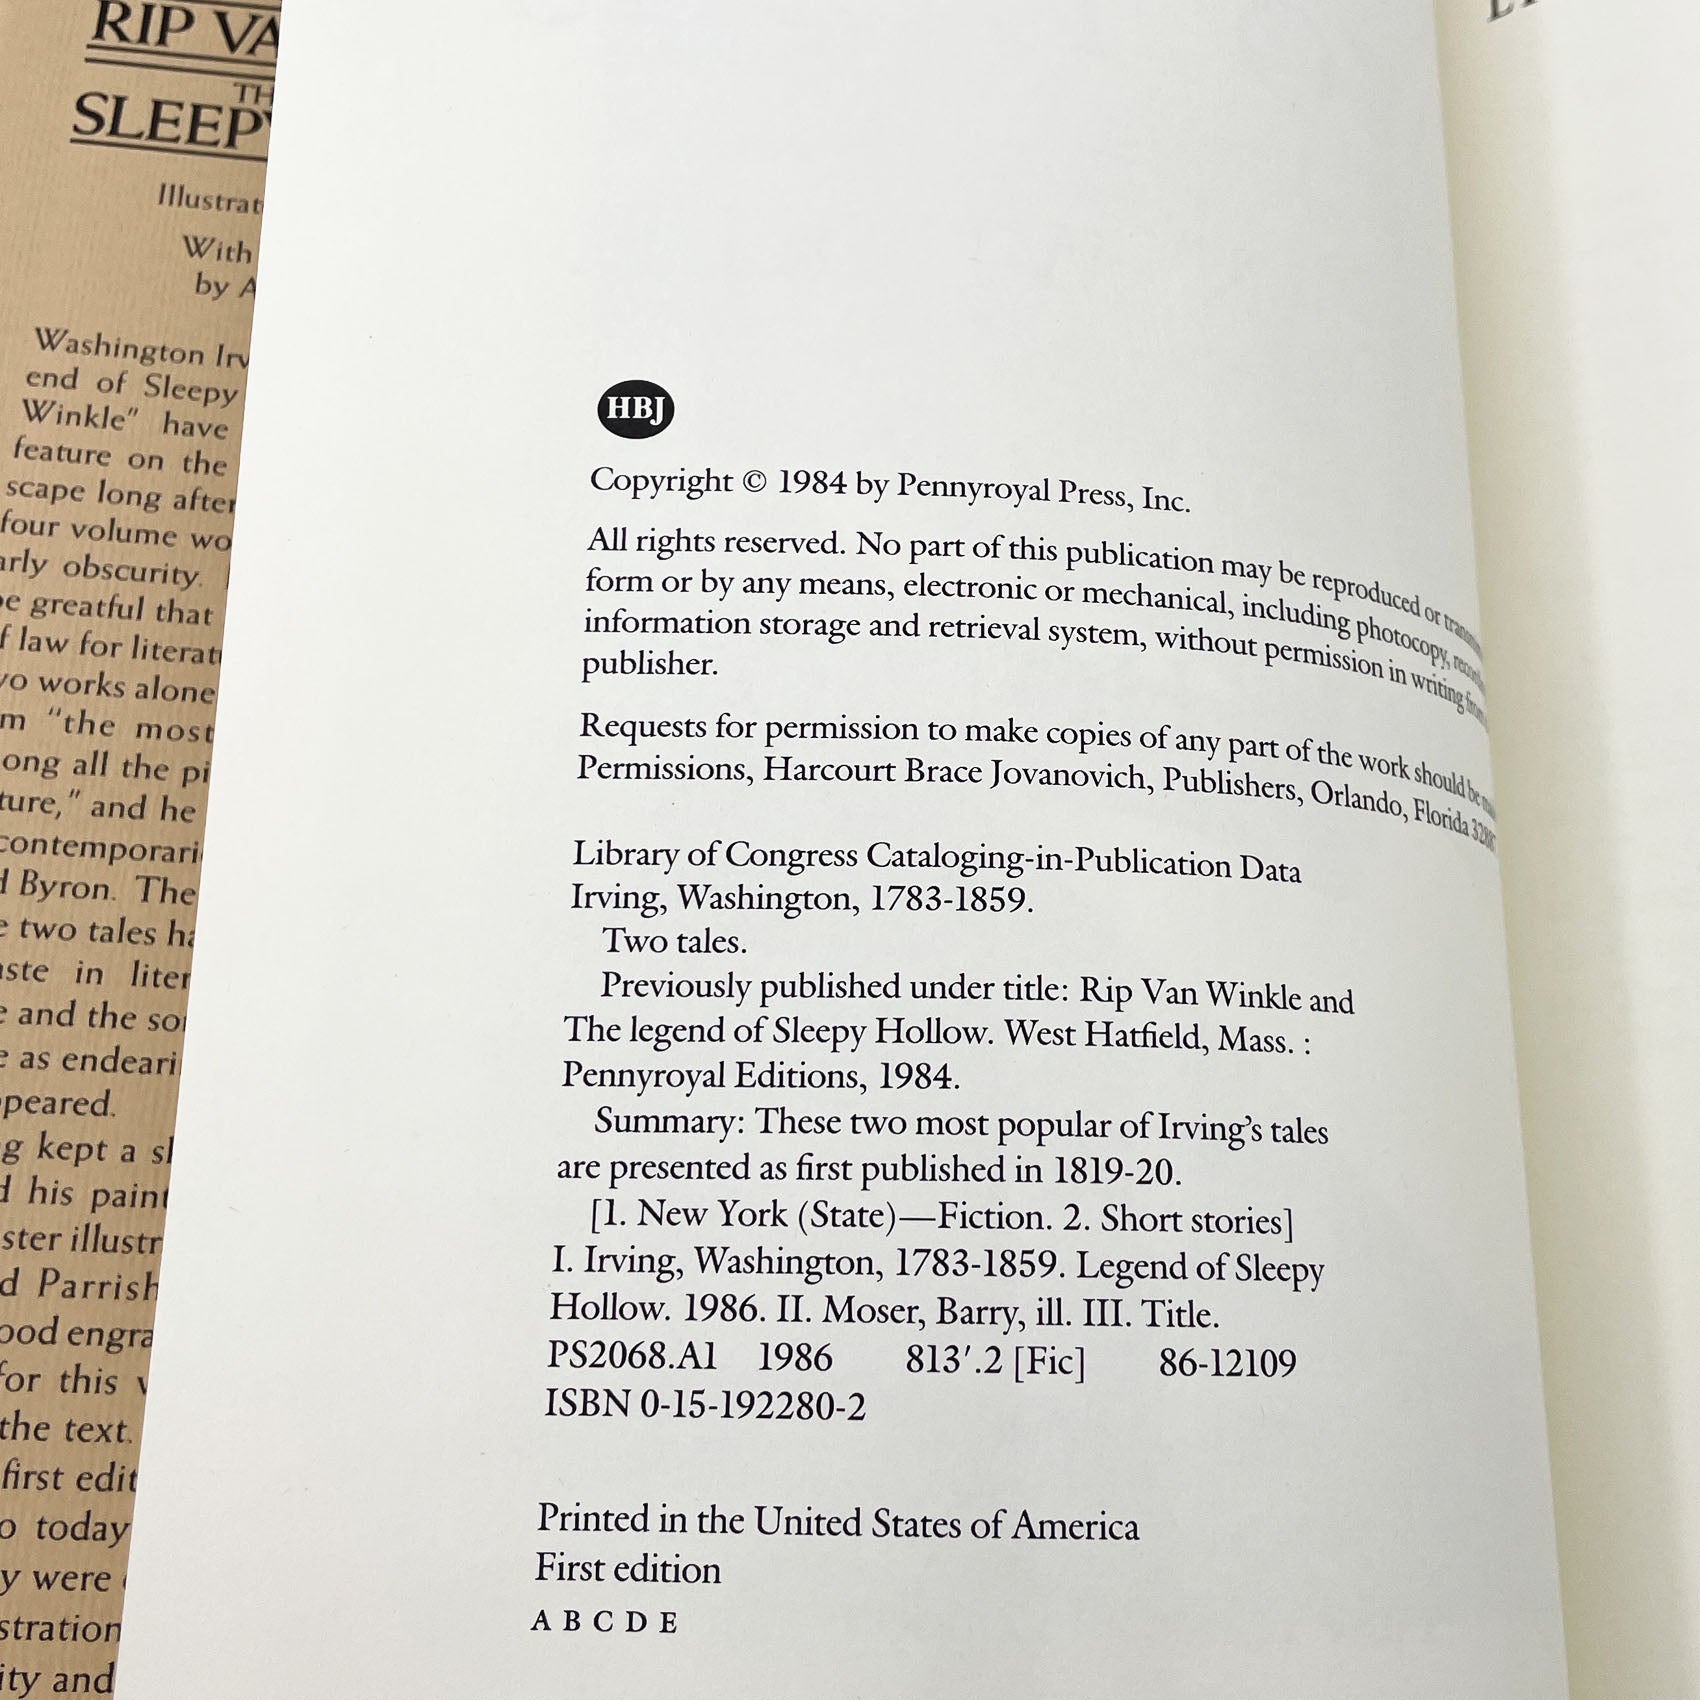 RIP VA
TH
SLEEPY
Illustrat
With
by A
Washington Irv
end of Sleepy
Winkle" have
feature on the
scape long after
four volume wo
arly obscurity.
e greatful that
f law for literat
vo works alone
m "the most
ong all the pi
ture," and he
contemporari
d Byron. The
e two tales ha
aste in liter
e and the so
e as endeari
ppeared.
g kept a sk
d his paint
ster illustr
d Parrish
ood engra
for this v
the text.
first edit
o today
y were
stration
ity and
HBJ
Copyright © 1984 by Pennyroyal Press, Inc.
All rights reserved. No part of this publication may be reproduced or
form or by any means, electronic or mechanical, including photocopy,
information storage and retrieval system, without permission in writing from
publisher.
Requests for permission to make copies of any part of the work should be
Permissions, Harcourt Brace Jovanovich, Publishers, Orlando, Florida 32887
Library of Congress Cataloging-in-Publication Data
Irving, Washington, 1783-1859.
Two tales.
Previously published under title: Rip Van Winkle and
The legend of Sleepy Hollow. West Hatfield, Mass. :
Pennyroyal Editions, 1984.
Summary: These two most popular of Irving's tales
are presented as first published in 1819-20.
[1. New York (State)—Fiction. 2. Short stories]
I. Irving, Washington, 1783-1859. Legend of Sleepy
Hollow. 1986. II. Moser, Barry, ill. III. Title.
PS2068.A1 1986 813′.2 [Fic] 86-12109
ISBN 0-15-192280-2
Printed in the United States of America
First edition
A B C D E